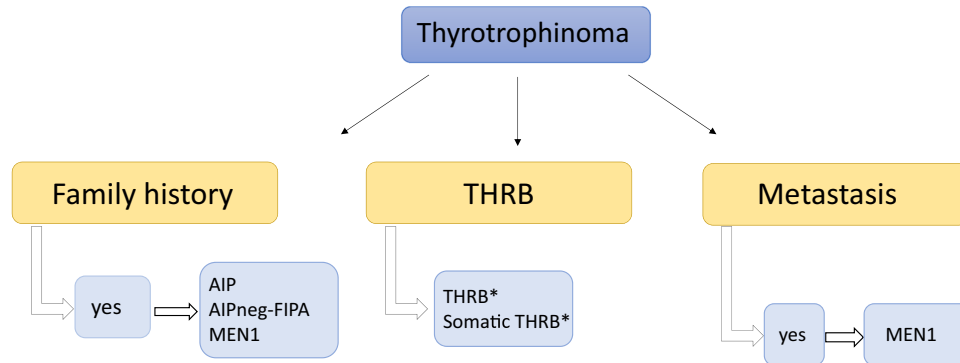 Thyrotrophinoma
Family history
THRB
Metastasis
yes
AIP
AIPneg-FIPA
MEN1
THRB*
Somatic THRB*
yes
MEN1